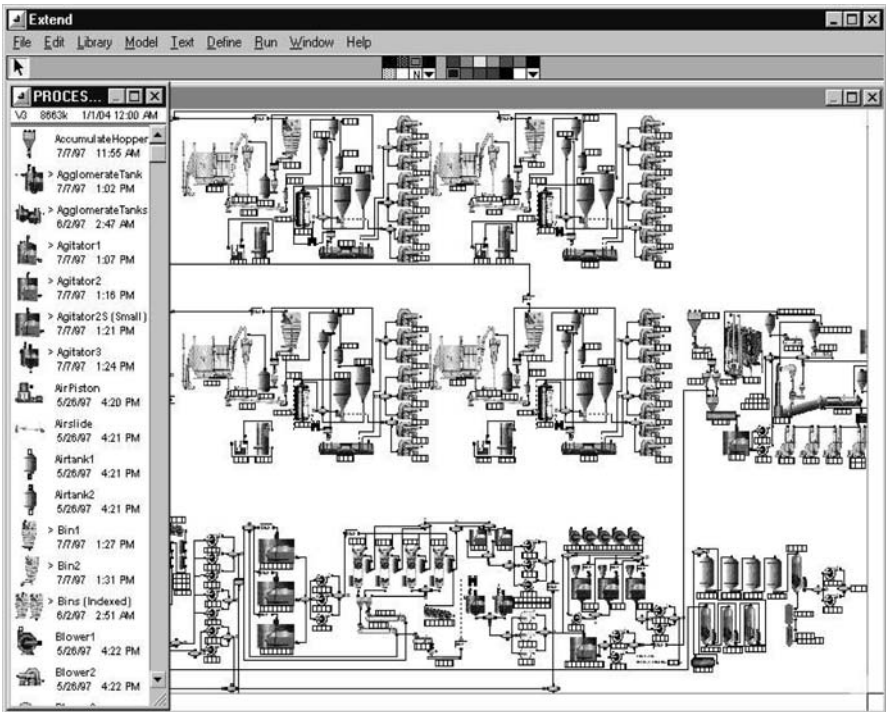 Extend
File Edit Library Model Text Define Run Window Help
N
PROCES...
V3 8663k 1/1/04 12:00 AM
AccumulateHopper
7/7/97 11:55 AM
> AgglomerateTank
7/7/97 1:02 PM
> AgglomerateTanks
6/2/97 2:47 AM
> Agitator1
7/7/97 1:07 PM
> Agitator2
7/7/97 1:16 PM
> Agitator2S (Small)
7/7/97 1:21 PM
> Agitator3
7/7/97 1:24 PM
AirPiston
5/26/97 4:20 PM
Airslide
5/26/97 4:21 PM
Airtank1
5/26/97 4:21 PM
Airtank2
5/26/97 4:21 PM
> Bin1
7/7/97 1:27 PM
> Bin2
7/7/97 1:31 PM
> Bins (Indexed)
6/2/97 2:51 AM
Blower1
5/26/97 4:22 PM
Blower2
5/26/97 4:22 PM